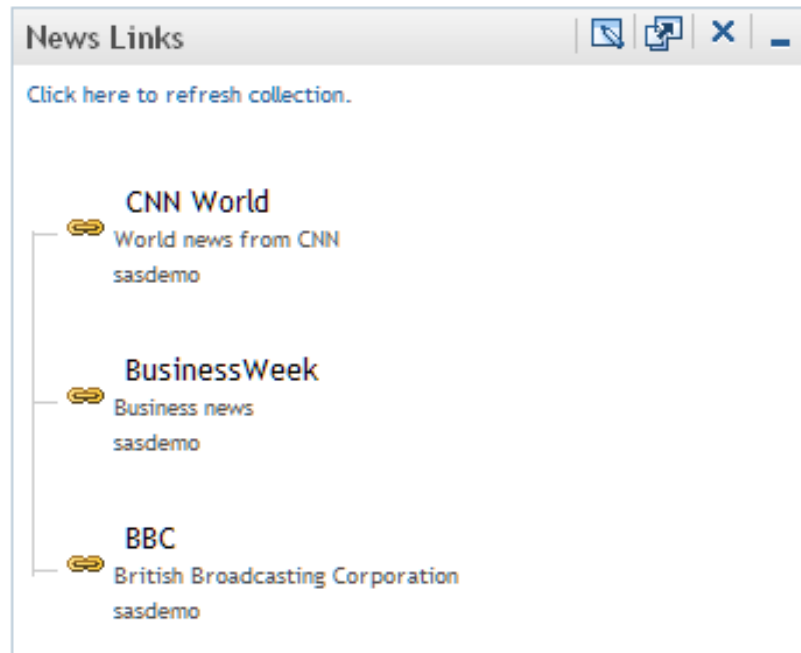 News Links
Click here to refresh collection.
CNN World
World news from CNN
sasdemo
BusinessWeek
Business news
sasdemo
BBC
British Broadcasting Corporation
sasdemo